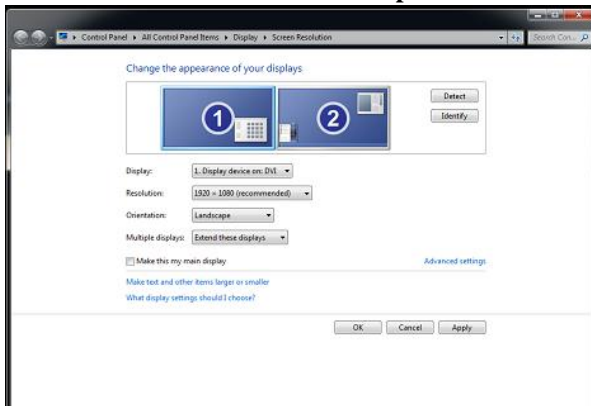 Control Panel ▸ All Control Panel Items ▸ Display ▸ Screen Resolution
Search Con...
Change the appearance of your displays
1
2
Detect
Identify
Display: 1. Display device on: DVI
Resolution: 1920 × 1080 (recommended)
Orientation: Landscape
Multiple displays: Extend these displays
Make this my main display Advanced settings
Make text and other items larger or smaller
What display settings should I choose?
OK Cancel Apply